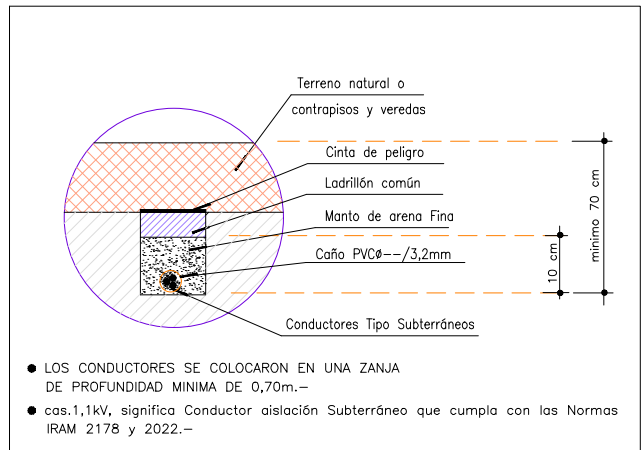 Terreno natural o
contrapisos y veredas
Cinta de peligro
Ladrillón común
Manto de arena Fina
Caño PVCø--/3,2mm
Conductores Tipo Subterráneos
10 cm
minimo 70 cm
● LOS CONDUCTORES SE COLOCARON EN UNA ZANJA
DE PROFUNDIDAD MINIMA DE 0,70m.–
● cas.1,1kV, significa Conductor aislación Subterráneo que cumpla con las Normas
IRAM 2178 y 2022.–